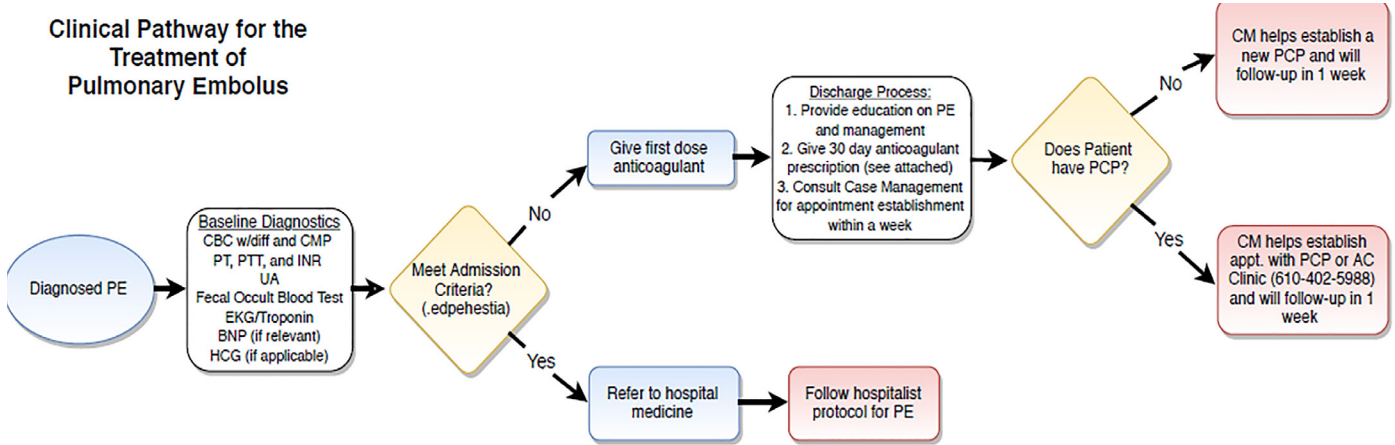 Clinical Pathway for the
Treatment of
Pulmonary Embolus
Diagnosed PE
Baseline Diagnostics
CBC w/diff and CMP
PT, PTT, and INR
UA
Fecal Occult Blood Test
EKG/Troponin
BNP (if relevant)
HCG (if applicable)
Meet Admission
Criteria?
(.edpehestia)
No
Give first dose
anticoagulant
Discharge Process:
1. Provide education on PE
and management
2. Give 30 day anticoagulant
prescription (see attached)
3. Consult Case Management
for appointment establishment
within a week
Does Patient
have PCP?
No
CM helps establish a
new PCP and will
follow-up in 1 week
Yes
CM helps establish
appt. with PCP or AC
Clinic (610-402-5988)
and will follow-up in 1
week
Yes
Refer to hospital
medicine
Follow hospitalist
protocol for PE